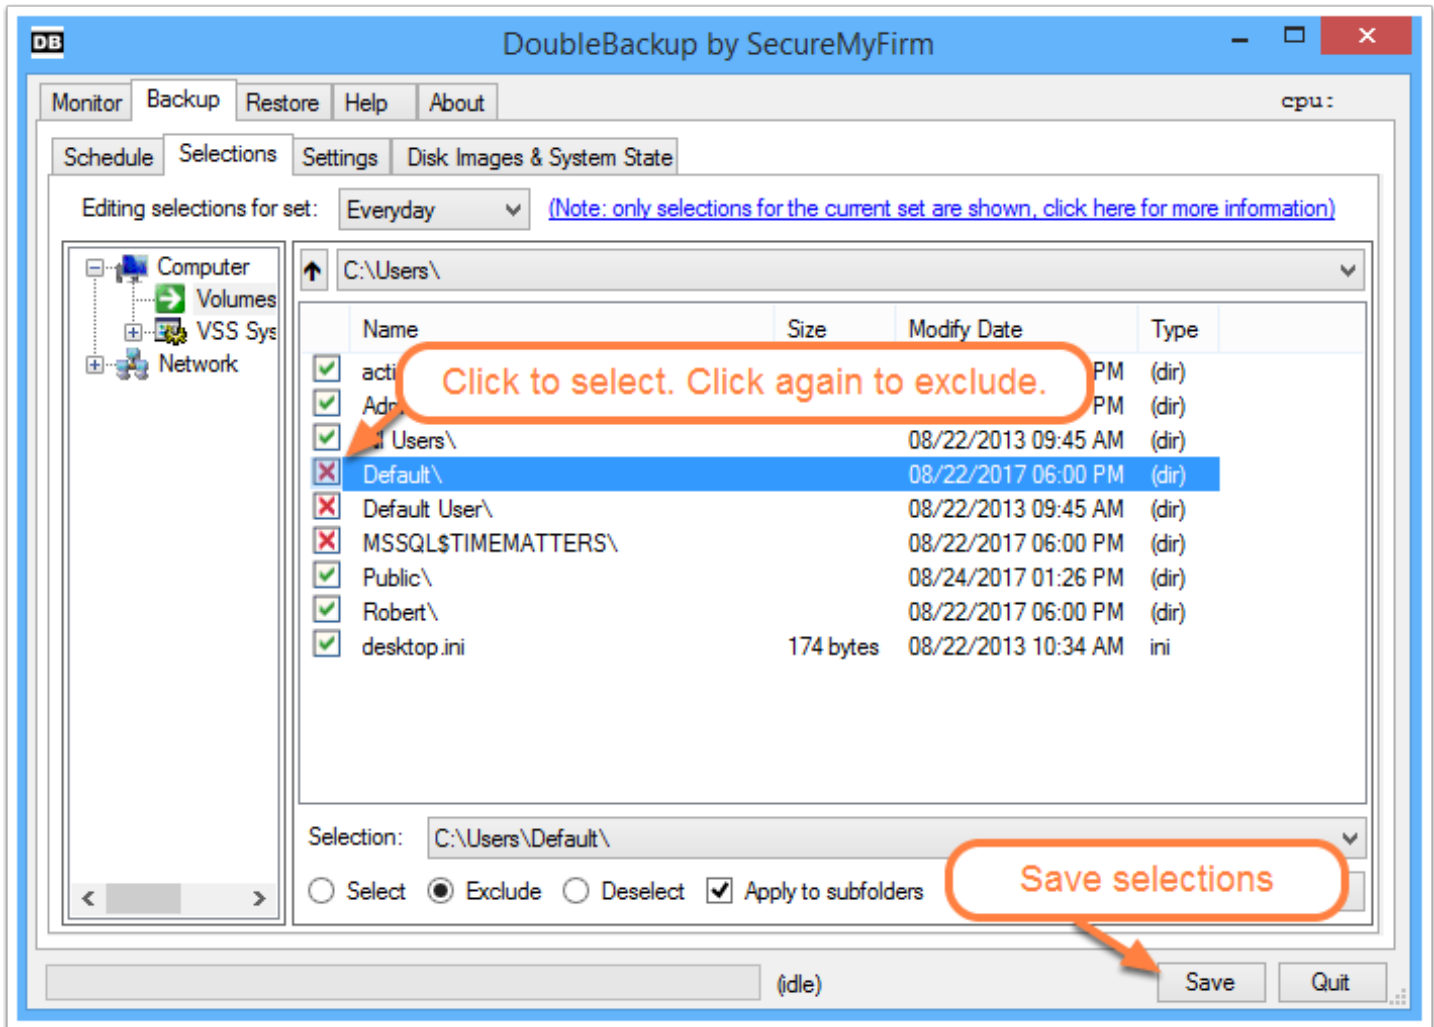 DB DoubleBackup by SecureMyFirm
Monitor Backup Restore Help About cpu:
Schedule Selections Settings Disk Images & System State
Editing selections for set: Everyday (Note: only selections for the current set are shown, click here for more information)
Computer
Volumes
VSS Sys
Network
C:\Users\
Name Size Modify Date Type
acti PM (dir)
Click to select. Click again to exclude.
Adm PM (dir)
Users\ 08/22/2013 09:45 AM (dir)
Default\ 08/22/2017 06:00 PM (dir)
Default User\ 08/22/2013 09:45 AM (dir)
MSSQL$TIMEMATTERS\ 08/22/2017 06:00 PM (dir)
Public\ 08/24/2017 01:26 PM (dir)
Robert\ 08/22/2017 06:00 PM (dir)
desktop.ini 174 bytes 08/22/2013 10:34 AM ini
Selection: C:\Users\Default\
Select Exclude Deselect Apply to subfolders
Save selections
(idle) Save Quit